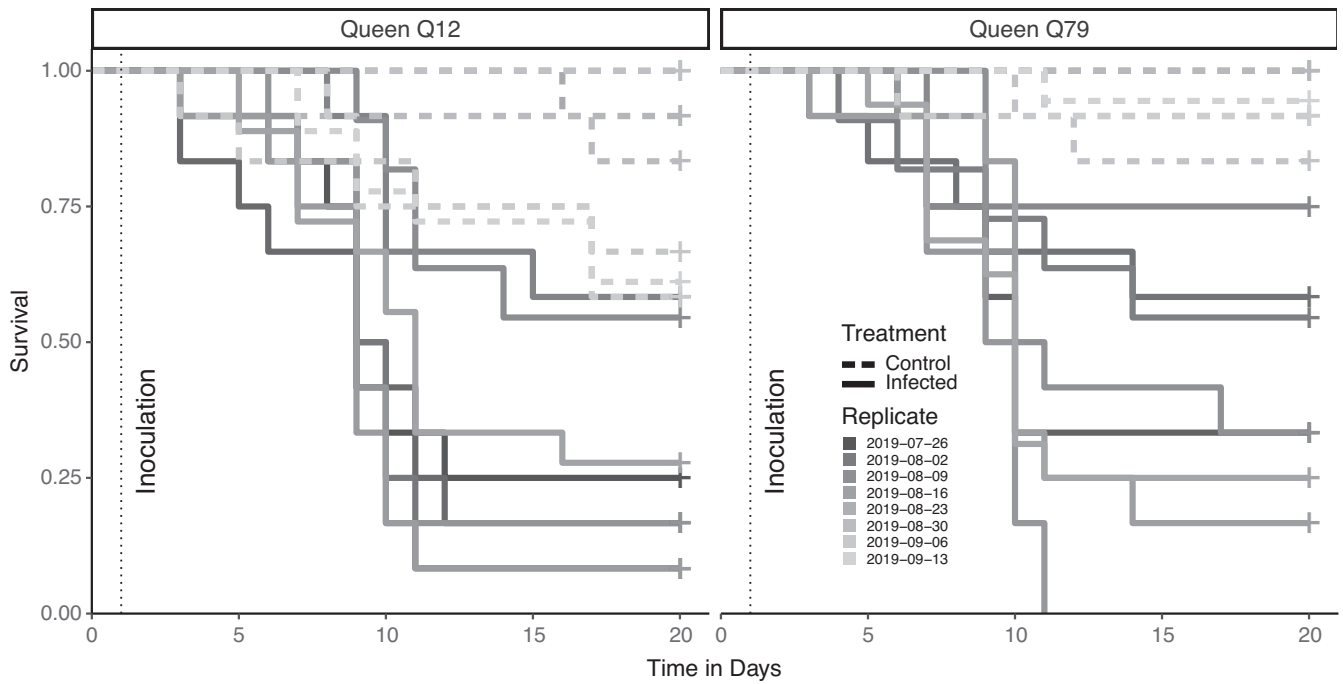 Queen Q12
Queen Q79
1.00
0.75
0.50
0.25
0.00
Survival
Inoculation
Inoculation
Treatment
Control
Infected
Replicate
2019−07−26
2019−08−02
2019−08−09
2019−08−16
2019−08−23
2019−08−30
2019−09−06
2019−09−13
0 5 10 15 20
0 5 10 15 20
Time in Days